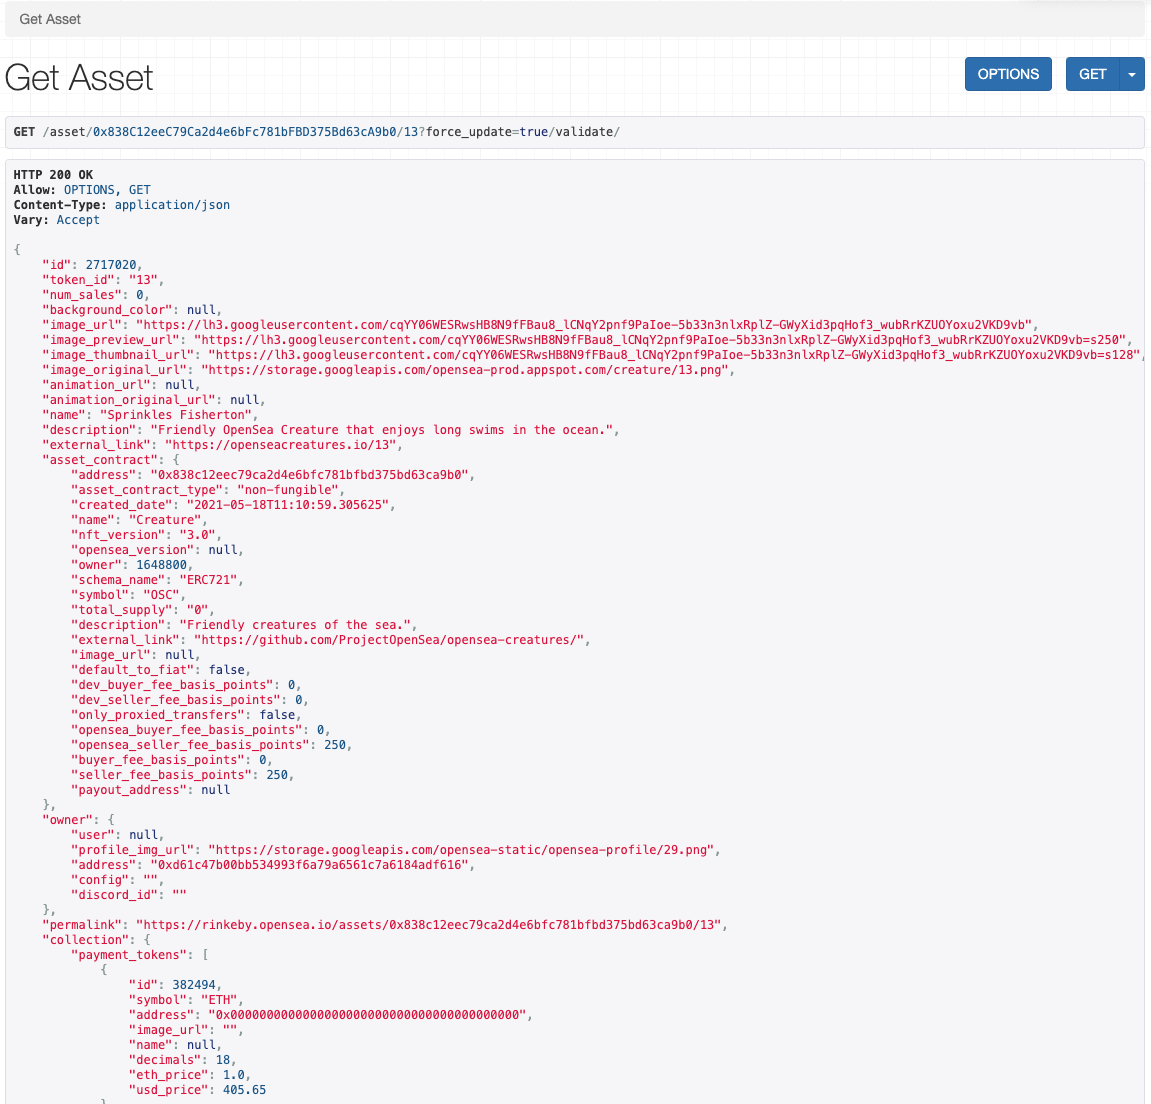 Get Asset
Get Asset
OPTIONS
GET
GET /asset/0x838C12eeC79Ca2d4e6bFc781bFBD375Bd63cA9b0/13?force_update=true/validate/
HTTP 200 OK
Allow: OPTIONS, GET
Content-Type: application/json
Vary: Accept
{
"id": 2717020,
"token_id": "13",
"num_sales": 0,
"background_color": null,
"image_url": "https://lh3.googleusercontent.com/cqYY06WESRwsHB8N9fFBau8_lCNqY2pnf9PaIoe-5b33n3nlxRplZ-GWyXid3pqHof3_wubRrKZUOYoxu2VKD9vb",
"image_preview_url": "https://lh3.googleusercontent.com/cqYY06WESRwsHB8N9fFBau8_lCNqY2pnf9PaIoe-5b33n3nlxRplZ-GWyXid3pqHof3_wubRrKZUOYoxu2VKD9vb=s250",
"image_thumbnail_url": "https://lh3.googleusercontent.com/cqYY06WESRwsHB8N9fFBau8_lCNqY2pnf9PaIoe-5b33n3nlxRplZ-GWyXid3pqHof3_wubRrKZUOYoxu2VKD9vb=s128",
"image_original_url": "https://storage.googleapis.com/opensea-prod.appspot.com/creature/13.png",
"animation_url": null,
"animation_original_url": null,
"name": "Sprinkles Fisherton",
"description": "Friendly OpenSea Creature that enjoys long swims in the ocean.",
"external_link": "https://openseacreatures.io/13",
"asset_contract": {
"address": "0x838c12eec79ca2d4e6bfc781bfbd375bd63ca9b0",
"asset_contract_type": "non-fungible",
"created_date": "2021-05-18T11:10:59.305625",
"name": "Creature",
"nft_version": "3.0",
"opensea_version": null,
"owner": 1648800,
"schema_name": "ERC721",
"symbol": "OSC",
"total_supply": "0",
"description": "Friendly creatures of the sea.",
"external_link": "https://github.com/ProjectOpenSea/opensea-creatures/",
"image_url": null,
"default_to_fiat": false,
"dev_buyer_fee_basis_points": 0,
"dev_seller_fee_basis_points": 0,
"only_proxied_transfers": false,
"opensea_buyer_fee_basis_points": 0,
"opensea_seller_fee_basis_points": 250,
"buyer_fee_basis_points": 0,
"seller_fee_basis_points": 250,
"payout_address": null
},
"owner": {
"user": null,
"profile_img_url": "https://storage.googleapis.com/opensea-static/opensea-profile/29.png",
"address": "0xd61c47b00bb534993f6a79a6561c7a6184adf616",
"config": "",
"discord_id": ""
},
"permalink": "https://rinkeby.opensea.io/assets/0x838c12eec79ca2d4e6bfc781bfbd375bd63ca9b0/13",
"collection": {
"payment_tokens": [
{
"id": 382494,
"symbol": "ETH",
"address": "0x0000000000000000000000000000000000000000",
"image_url": "",
"name": null,
"decimals": 18,
"eth_price": 1.0,
"usd_price": 405.65
}